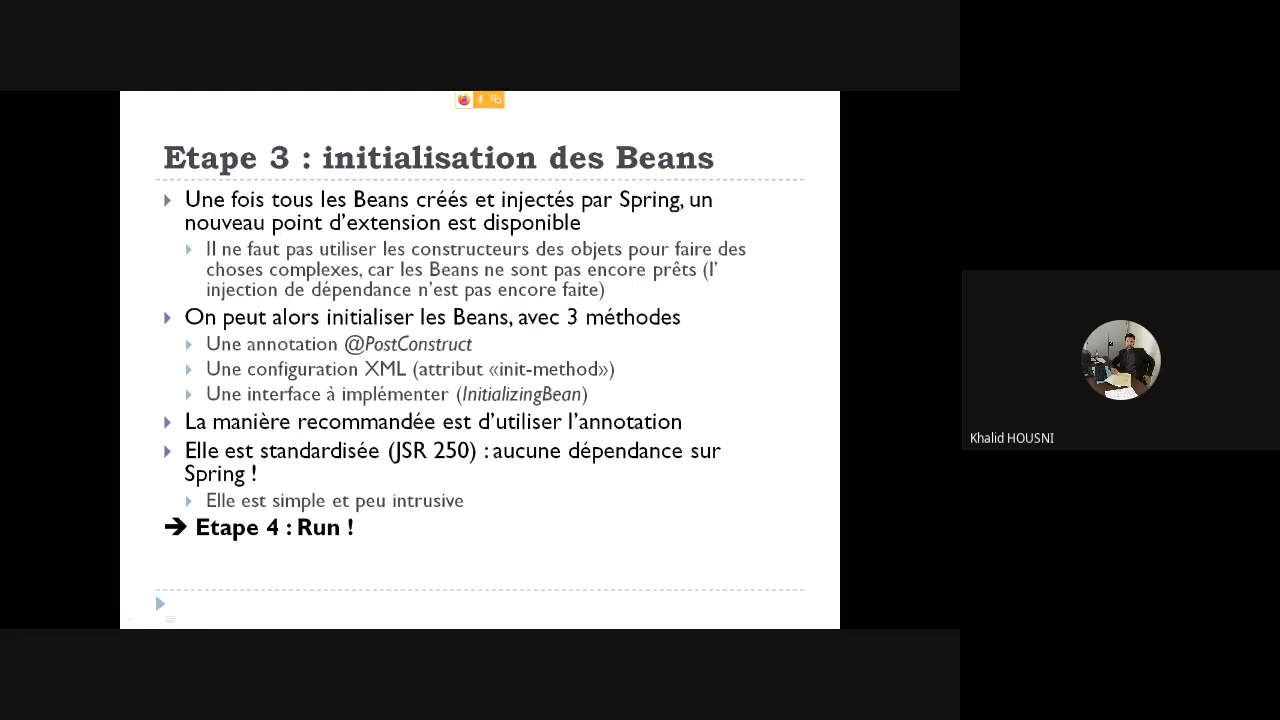 Etape 3 : initialisation des Beans
Une fois tous les Beans créés et injectés par Spring, un
nouveau point d’extension est disponible
Il ne faut pas utiliser les constructeurs des objets pour faire des
choses complexes, car les Beans ne sont pas encore prêts (l’
injection de dépendance n’est pas encore faite)
On peut alors initialiser les Beans, avec 3 méthodes
Une annotation @PostConstruct
Une configuration XML (attribut «init-method»)
Une interface à implémenter (InitializingBean)
La manière recommandée est d’utiliser l’annotation
Elle est standardisée (JSR 250) : aucune dépendance sur
Spring !
Elle est simple et peu intrusive
➔ Etape 4 : Run !
Khalid HOUSNI